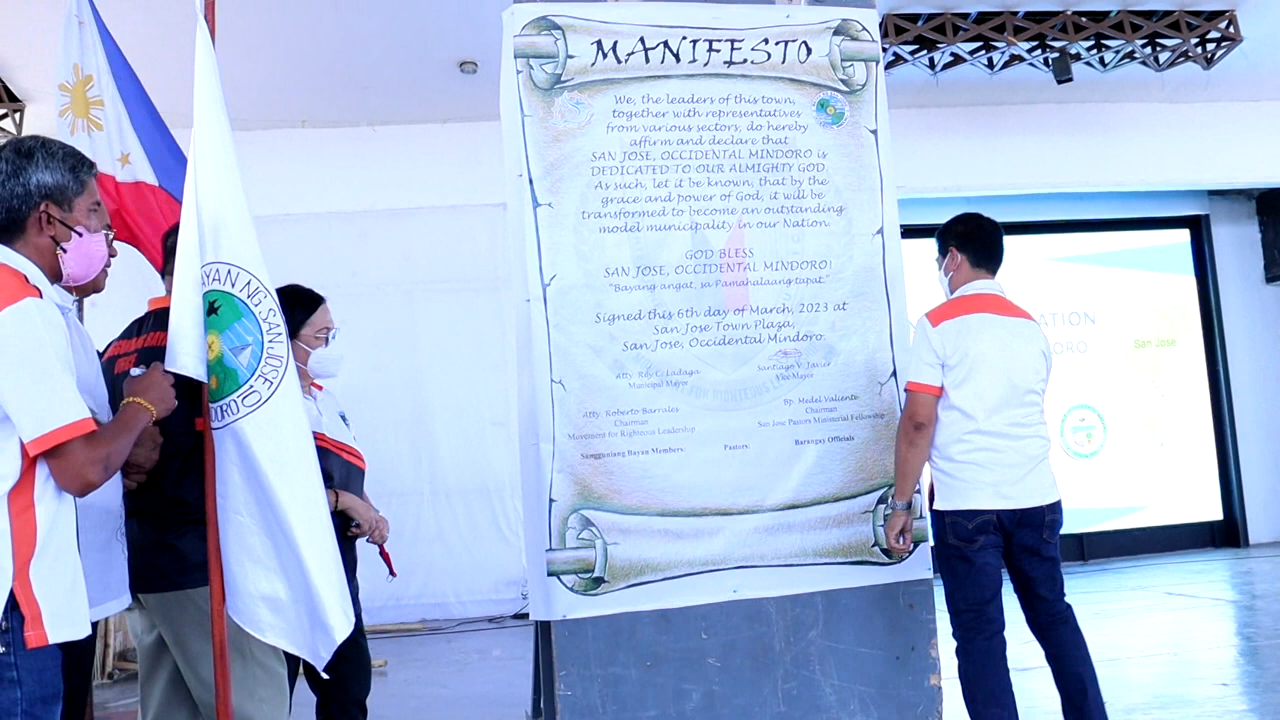 MANIFESTO
We, the leaders of this town,
together with representatives
from various sectors, do hereby
affirm and declare that
SAN JOSE, OCCIDENTAL MINDORO is
DEDICATED TO OUR ALMIGHTY GOD.
As such, let it be known, that by the
grace and power of God, it will be
transformed to become an outstanding
model municipality in our Nation.
GOD BLESS
SAN JOSE, OCCIDENTAL MINDORO!
"Bayang angat, sa Pamahalaang tapat."
Signed this 6th day of March, 2023 at
San Jose Town Plaza,
San Jose, Occidental Mindoro.
Atty. Rey C. Ladaga
Municipal Mayor
Santiago V. Javier
Vice-Mayor
Atty. Roberto Barrales
Chairman
Movement for Righteous Leadership
Bp. Medel Valiente
Chairman
San Jose Pastors Ministerial Fellowship
Sangguniang Bayan Members:
Pastors:
Barangay Officials
FOR RIGHTEOUS
BAYAN NG SAN JOSE
ATION
ORO
San Jose